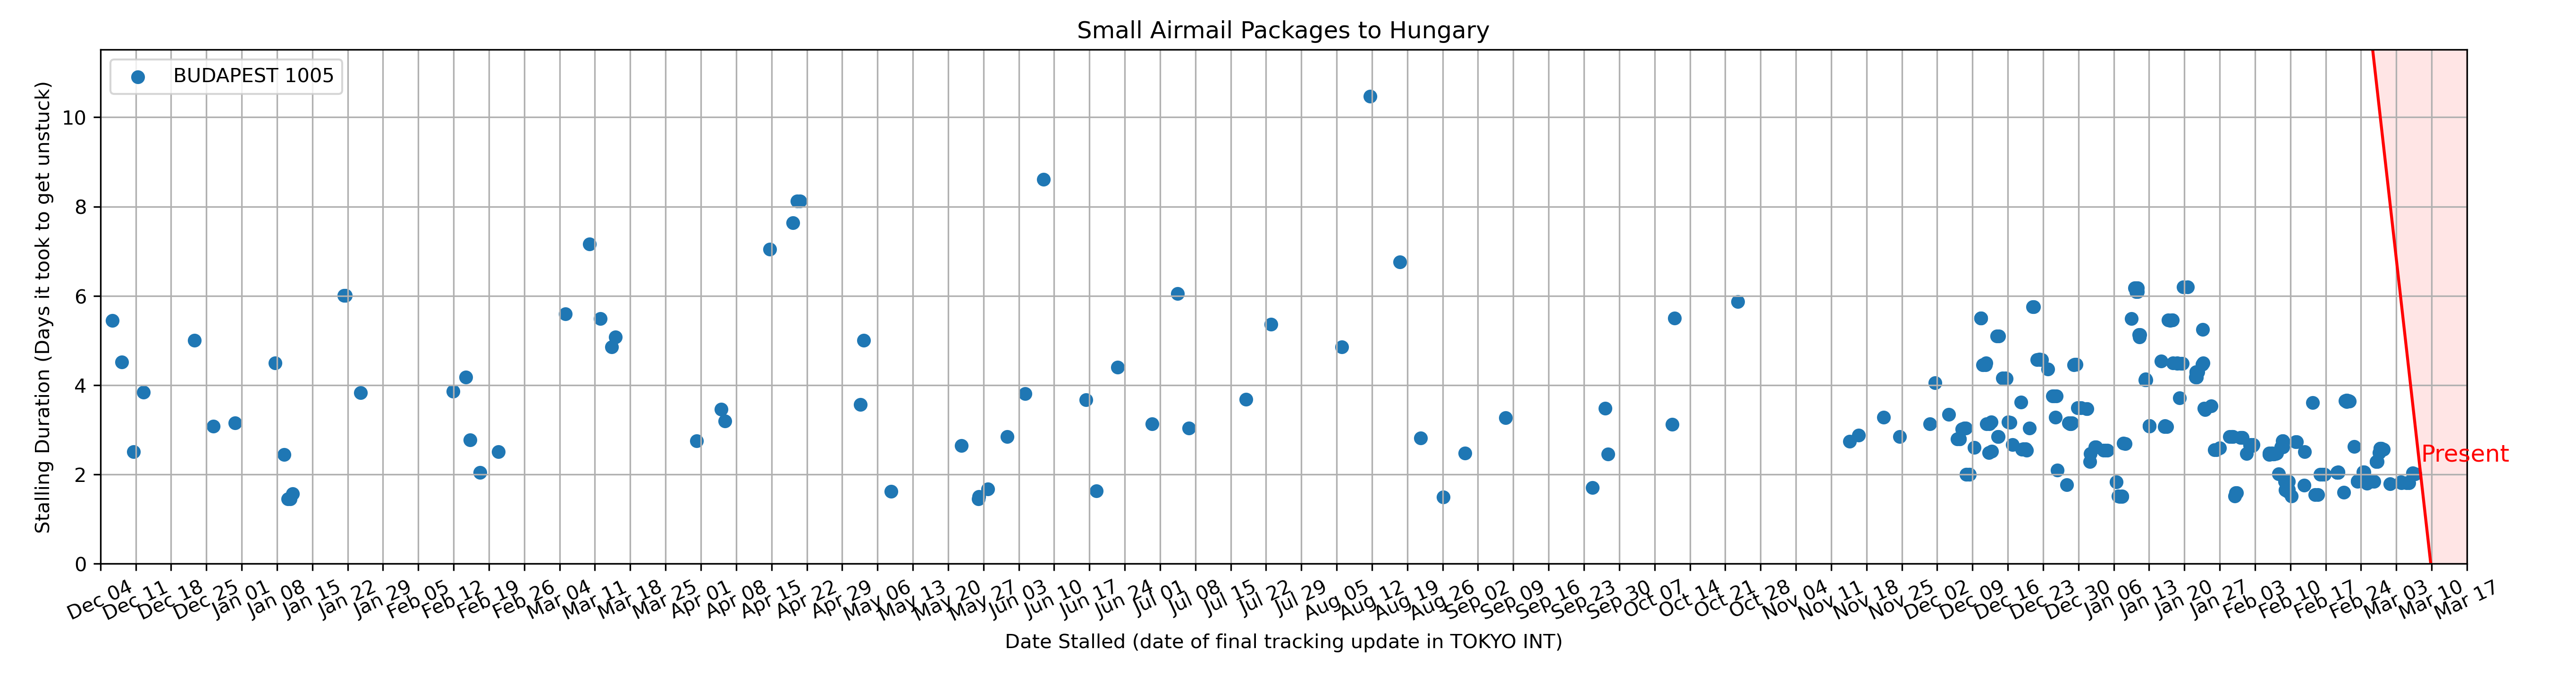 Small Airmail Packages to Hungary
BUDAPEST 1005
Stalling Duration (Days it took to get unstuck)
10
8
6
4
2
0
Present
Dec 04
Dec 11
Dec 18
Dec 25
Jan 01
Jan 08
Jan 15
Jan 22
Jan 29
Feb 05
Feb 12
Feb 19
Feb 26
Mar 04
Mar 11
Mar 18
Mar 25
Apr 01
Apr 08
Apr 15
Apr 22
Apr 29
May 06
May 13
May 20
May 27
Jun 03
Jun 10
Jun 17
Jun 24
Jul 01
Jul 08
Jul 15
Jul 22
Jul 29
Aug 05
Aug 12
Aug 19
Aug 26
Sep 02
Sep 09
Sep 16
Sep 23
Sep 30
Oct 07
Oct 14
Oct 21
Oct 28
Nov 04
Nov 11
Nov 18
Nov 25
Dec 02
Dec 09
Dec 16
Dec 23
Dec 30
Jan 06
Jan 13
Jan 20
Jan 27
Feb 03
Feb 10
Feb 17
Feb 24
Mar 03
Mar 10
Mar 17
Date Stalled (date of final tracking update in TOKYO INT)